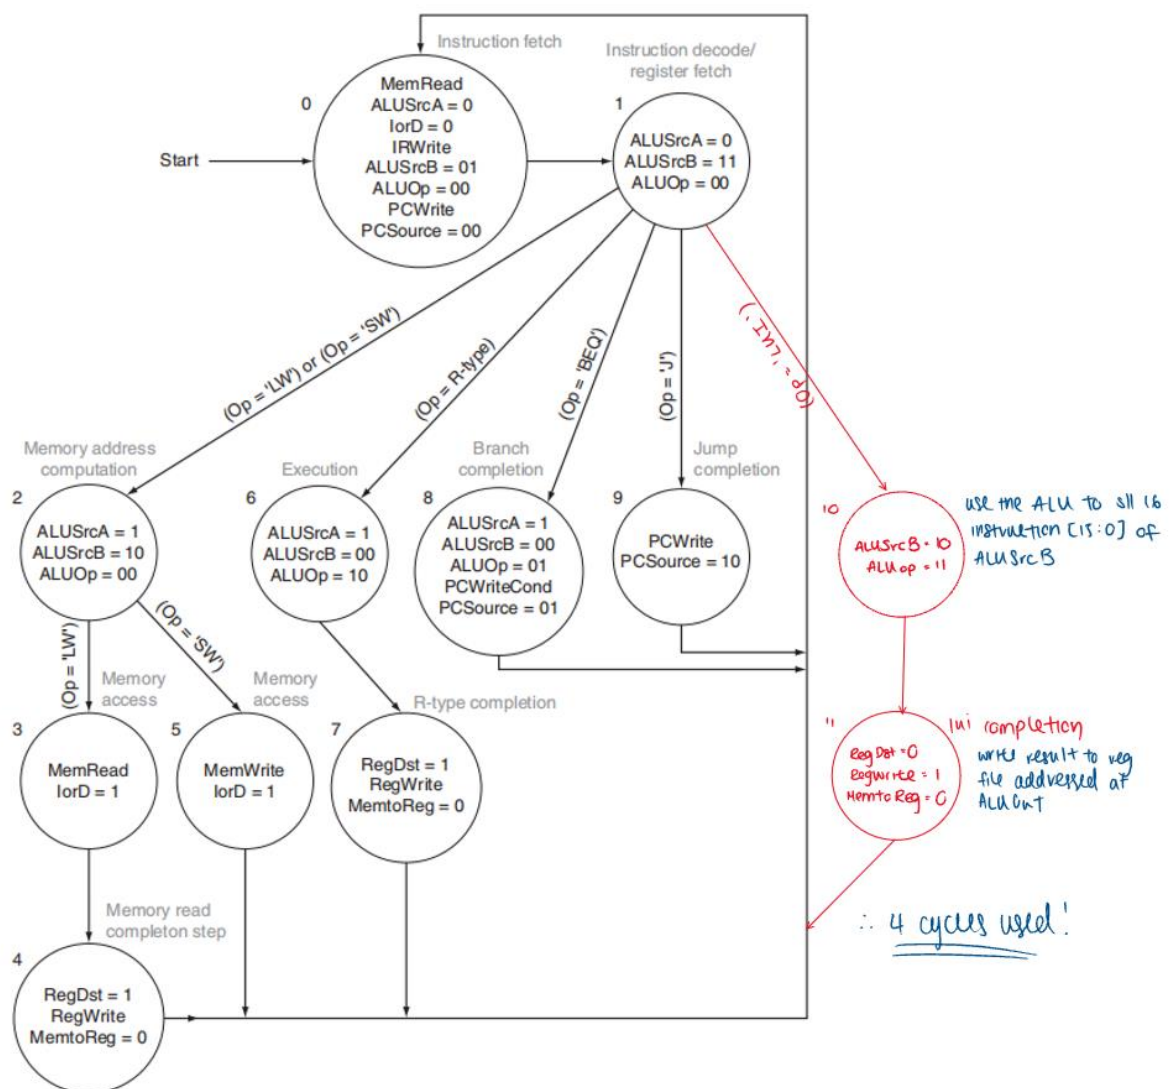 Instruction fetch
0
MemRead
ALUSrcA = 0
IorD = 0
IRWrite
ALUSrcB = 01
ALUOp = 00
PCWrite
PCSource = 00
Start
Instruction decode/
register fetch
1
ALUSrcA = 0
ALUSrcB = 11
ALUOp = 00
(Op = 'LW') or (Op = 'SW')
(Op = R-type)
(Op = 'BEQ')
(Op = 'J')
(Op = 'LUI')
Memory address
computation
2
ALUSrcA = 1
ALUSrcB = 10
ALUOp = 00
Execution
6
ALUSrcA = 1
ALUSrcB = 00
ALUOp = 10
Branch
completion
8
ALUSrcA = 1
ALUSrcB = 00
ALUOp = 01
PCWriteCond
PCSource = 01
Jump
completion
9
PCWrite
PCSource = 10
10
ALUSrcB = 10
ALUop = 11
use the ALU to sll 16
instruction [15:0] of
ALUSrcB
(Op = 'LW')
(Op = 'SW')
Memory
access
3
MemRead
IorD = 1
Memory
access
5
MemWrite
IorD = 1
R-type completion
7
RegDst = 1
RegWrite
MemtoReg = 0
11
lui completion
RegDst = 0
RegWrite = 1
MemtoReg = 0
write result to reg
file addressed at
ALUOut
Memory read
completon step
4
RegDst = 1
RegWrite
MemtoReg = 0
∴ 4 cycles used!